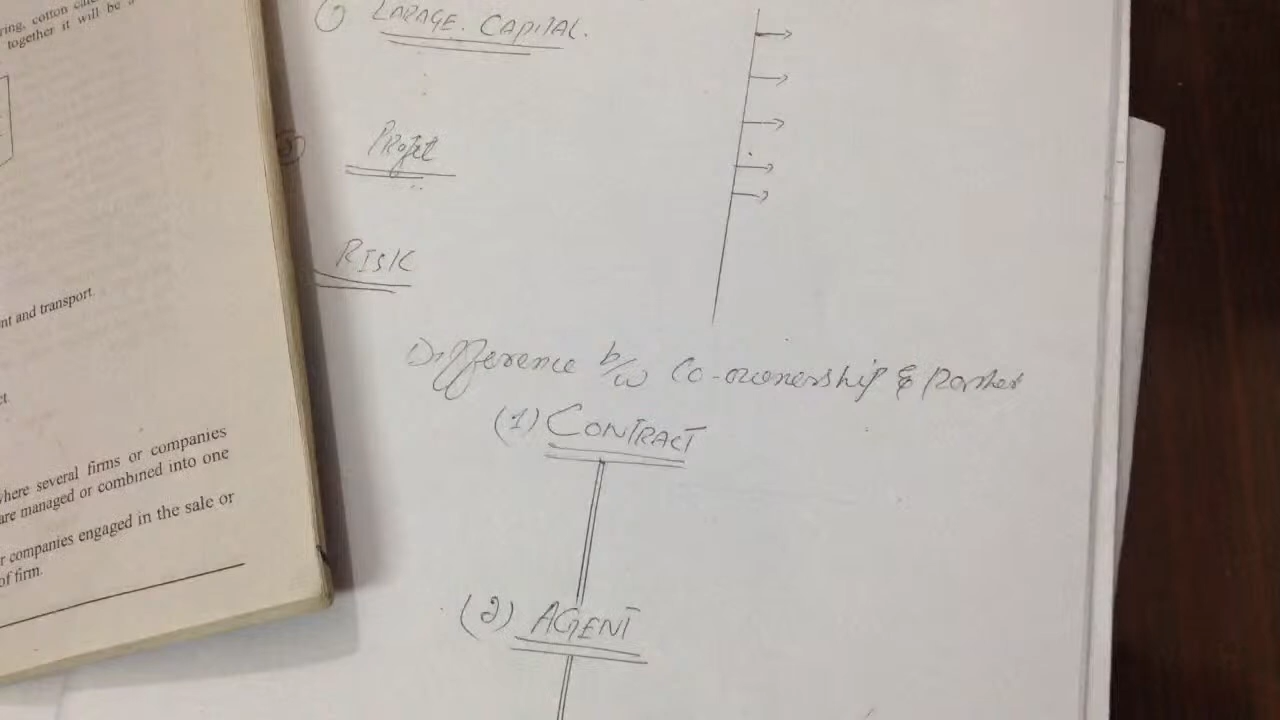 ring, cotton
together it will be a
nt and transport.
ct.
where several firms or companies
are managed or combined into one
r companies engaged in the sale or
of firm.
(1) LARAGE. CAPITAL.
Profit
RISK
Difference b/w Co-ownership & partner
(1) CONTRACT
(2) AGENT